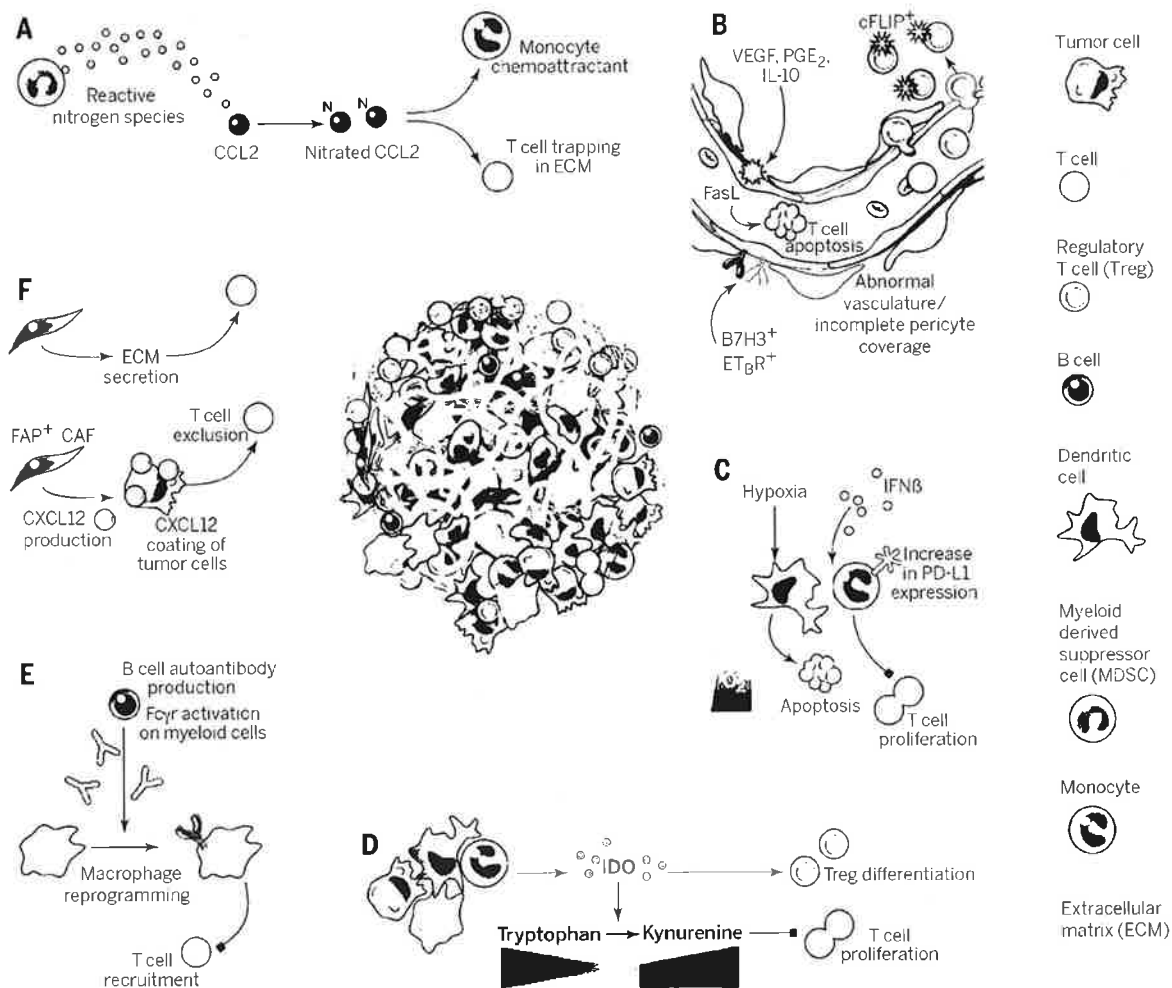 A
Reactive
nitrogen species
CCL2
N
N
Nitrated CCL2
Monocyte
chemoattractant
T cell trapping
in ECM
B
VEGF, PGE₂,
IL-10
cFLIP⁺
FasL
T cell
apoptosis
Abnormal
vasculature/
incomplete pericyte
coverage
B7H3⁺
ET_BR⁺
F
ECM
secretion
FAP⁺ CAF
T cell
exclusion
CXCL12
production
CXCL12
coating of
tumor cells
C
Hypoxia
IFNß
Increase
in PD-L1
expression
Apoptosis
T cell
proliferation
E
B cell autoantibody
production
Fcγr activation
on myeloid cells
Macrophage
reprogramming
T cell
recruitment
D
IDO
Treg differentiation
Tryptophan
Kynurenine
T cell
proliferation
Tumor cell
T cell
Regulatory
T cell (Treg)
B cell
Dendritic
cell
Myeloid
derived
suppressor
cell (MDSC)
Monocyte
Extracellular
matrix (ECM)